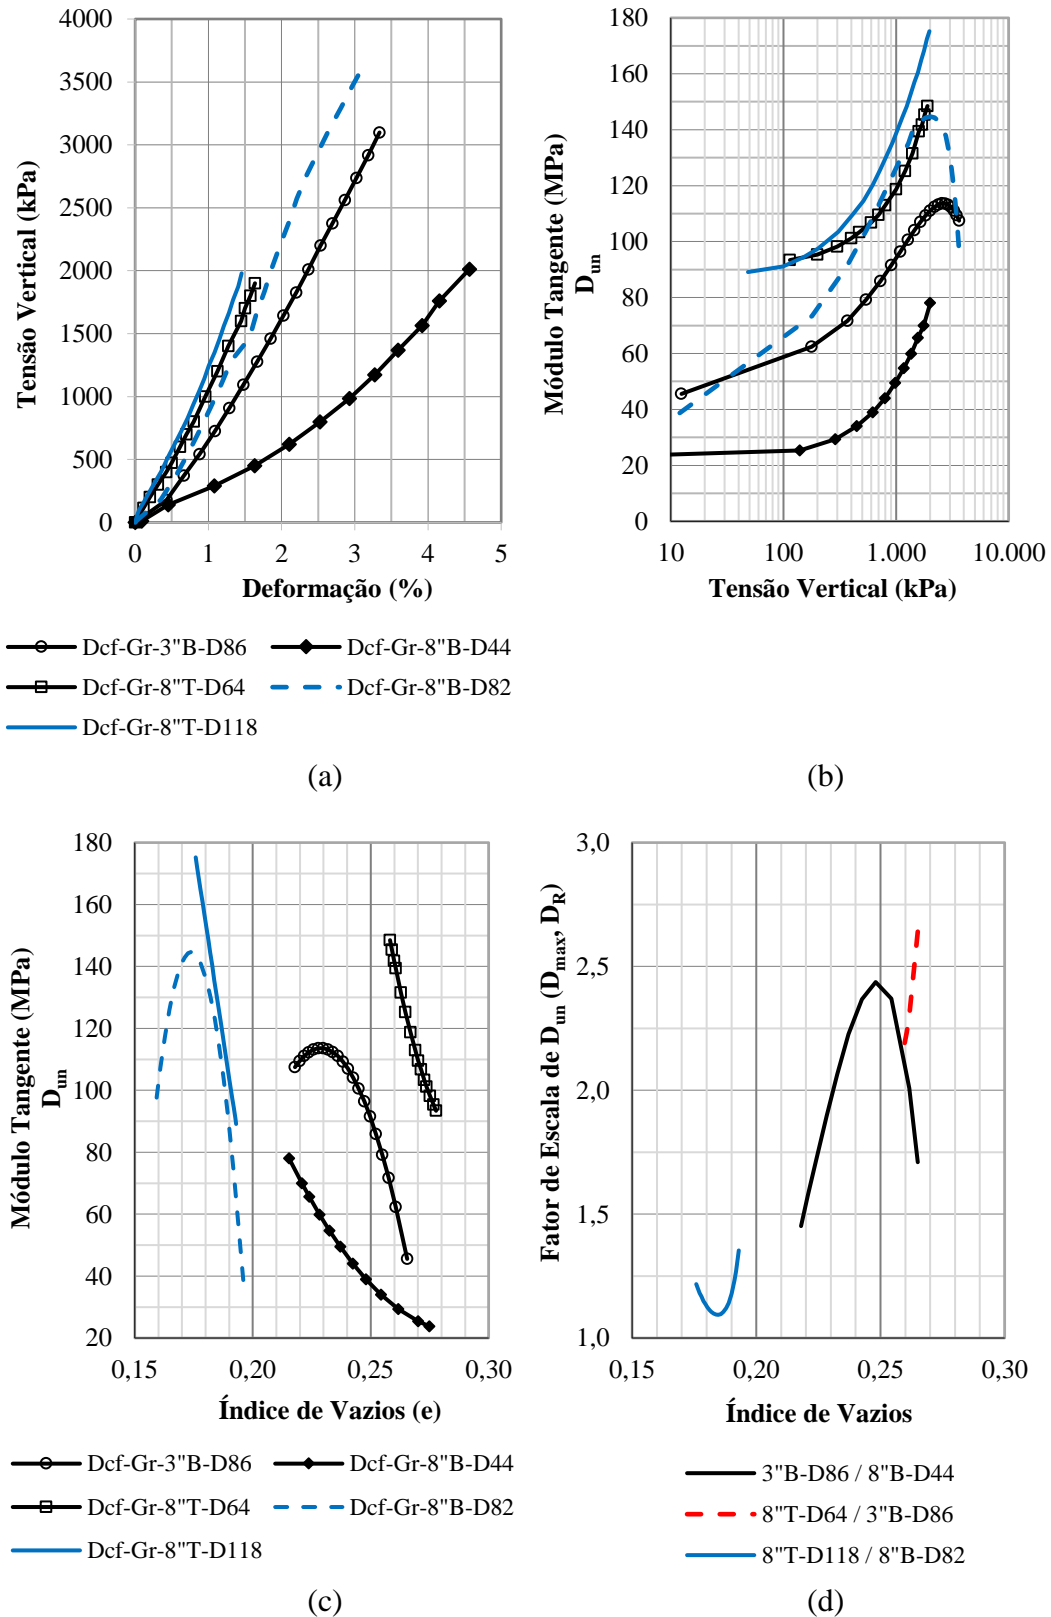 4000
3500
3000
2500
2000
1500
1000
500
0
Tensão Vertical (kPa)
0 1 2 3 4 5
Deformação (%)
180
160
140
120
100
80
60
40
20
0
Módulo Tangente (MPa)
Dun
10 100 1.000 10.000
Tensão Vertical (kPa)
Dcf-Gr-3"B-D86 Dcf-Gr-8"B-D44
Dcf-Gr-8"T-D64 Dcf-Gr-8"B-D82
Dcf-Gr-8"T-D118
(a) (b)
180
160
140
120
100
80
60
40
20
Módulo Tangente (MPa)
Dun
0,15 0,20 0,25 0,30
Índice de Vazios (e)
3,0
2,5
2,0
1,5
1,0
Fator de Escala de Dun (Dmax, DR)
0,15 0,20 0,25 0,30
Índice de Vazios
Dcf-Gr-3"B-D86 Dcf-Gr-8"B-D44
Dcf-Gr-8"T-D64 Dcf-Gr-8"B-D82
Dcf-Gr-8"T-D118
3"B-D86 / 8"B-D44
8"T-D64 / 3"B-D86
8"T-D118 / 8"B-D82
(c) (d)